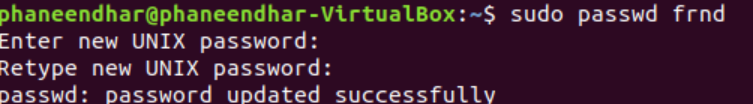 phaneendhar@phaneendhar-VirtualBox:~$ sudo passwd frnd
Enter new UNIX password:
Retype new UNIX password:
passwd: password updated successfully